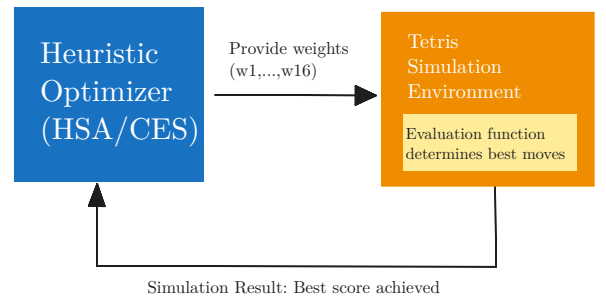 Heuristic
Optimizer
(HSA/CES)
Provide weights
(w1,...,w16)
Tetris
Simulation
Environment
Evaluation function
determines best moves
Simulation Result: Best score achieved